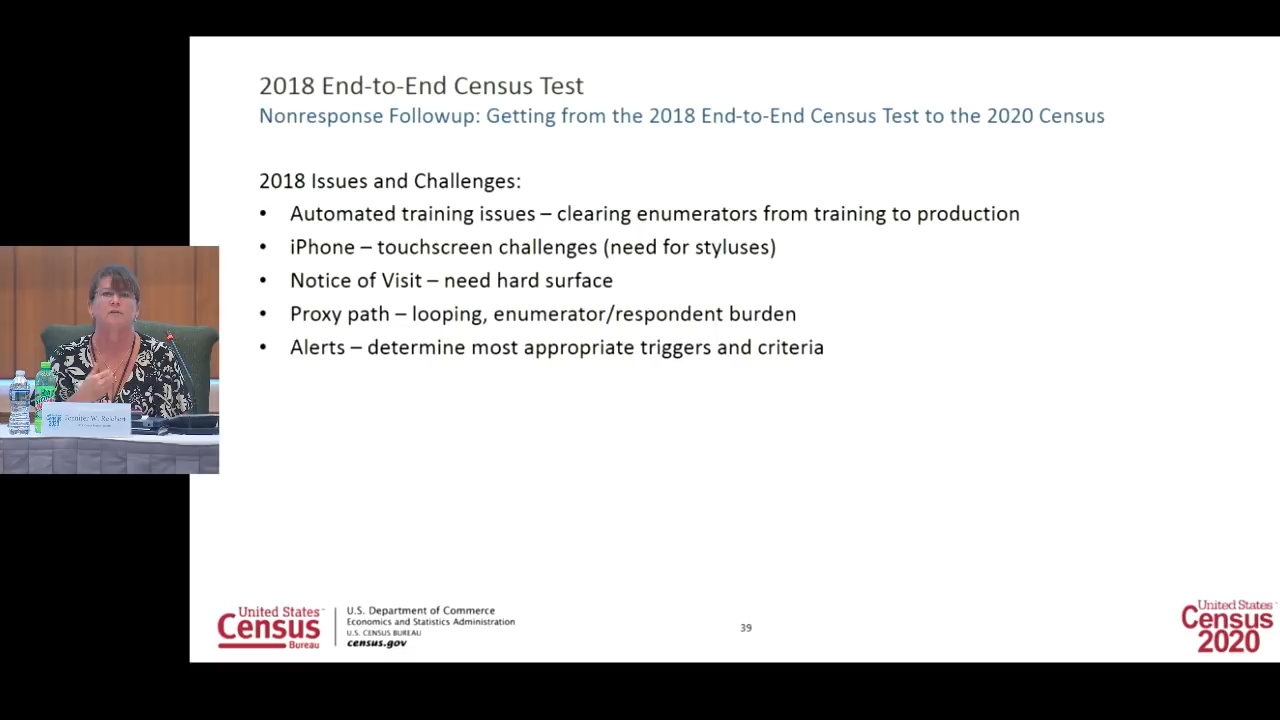 2018 End-to-End Census Test
Nonresponse Followup: Getting from the 2018 End-to-End Census Test to the 2020 Census
2018 Issues and Challenges:
• Automated training issues – clearing enumerators from training to production
• iPhone – touchscreen challenges (need for styluses)
• Notice of Visit – need hard surface
• Proxy path – looping, enumerator/respondent burden
• Alerts – determine most appropriate triggers and criteria
Jennifer W. Reichert
United States
Census
Bureau
U.S. Department of Commerce
Economics and Statistics Administration
U.S. CENSUS BUREAU
census.gov
39
United States
Census
2020